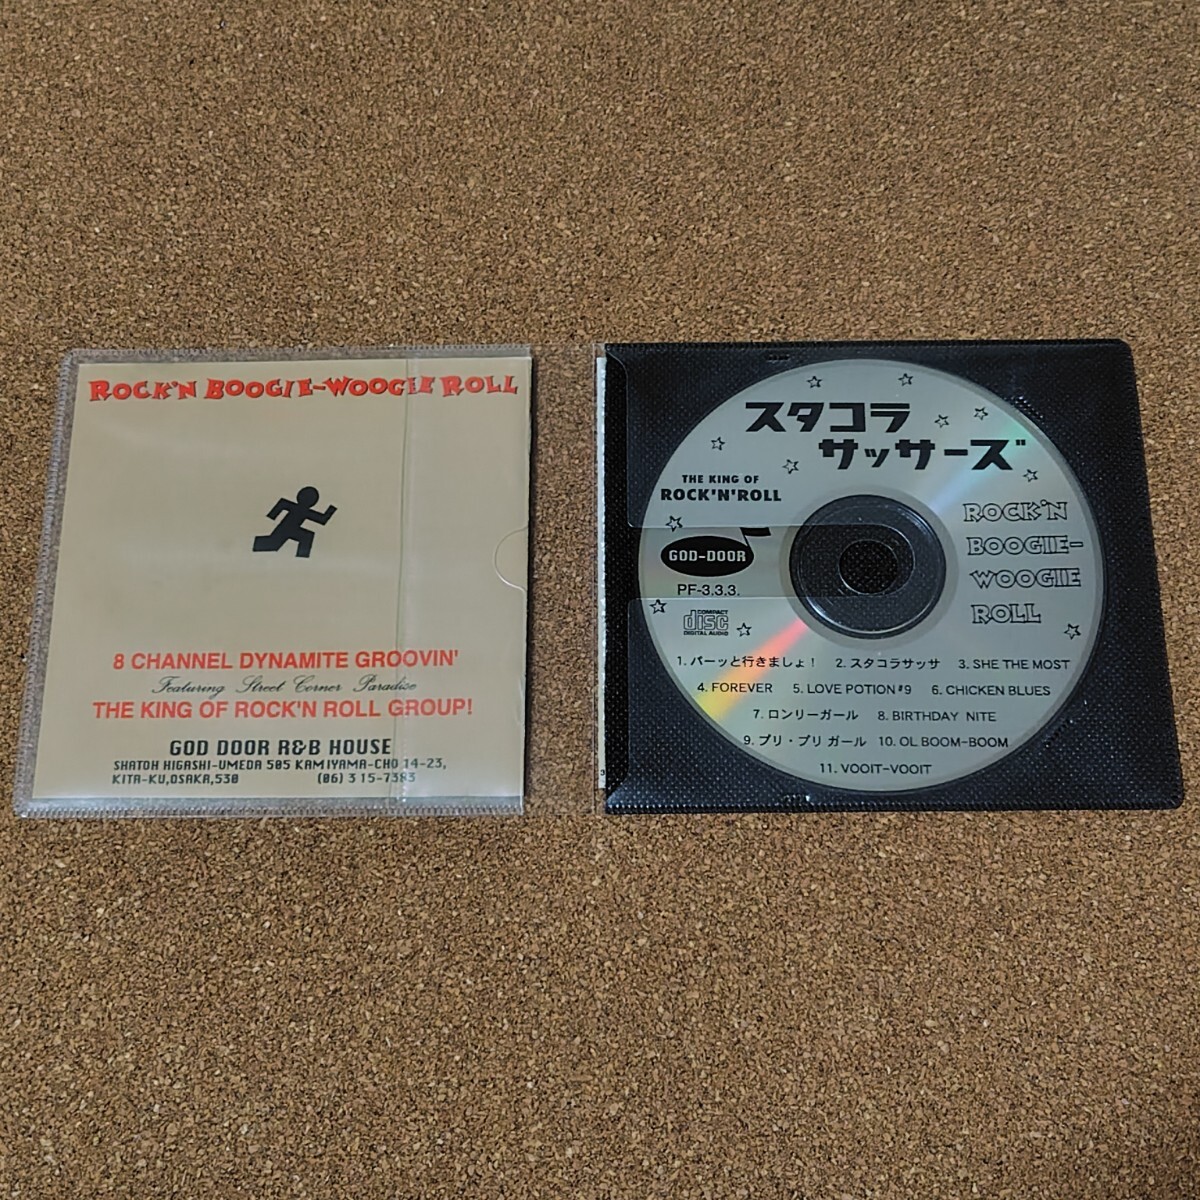 ROCK'N BOOGIE-WOOGIE ROLL
8 CHANNEL DYNAMITE GROOVIN'
Featuring Street Corner Paradise
THE KING OF ROCK'N ROLL GROUP!
GOD DOOR R&B HOUSE
SHATOH HIGASHI-UMEDA 505 KAMIYAMA-CHO 14-23,
KITA-KU,OSAKA,530 (06) 315-7383
スタコラ
サッサーズ
THE KING OF
ROCK'N'ROLL
GOD-DOOR
PF-3.3.3.
COMPACT
disc
DIGITAL AUDIO
ROCK'N
BOOGIE-
WOOGIE
ROLL
1. パーッと行きましょ! 2. スタコラサッサ 3. SHE THE MOST
4. FOREVER 5. LOVE POTION#9 6. CHICKEN BLUES
7. ロンリーガール 8. BIRTHDAY NITE
9. プリ・プリ ガール 10. OL BOOM-BOOM
11. VOOIT-VOOIT